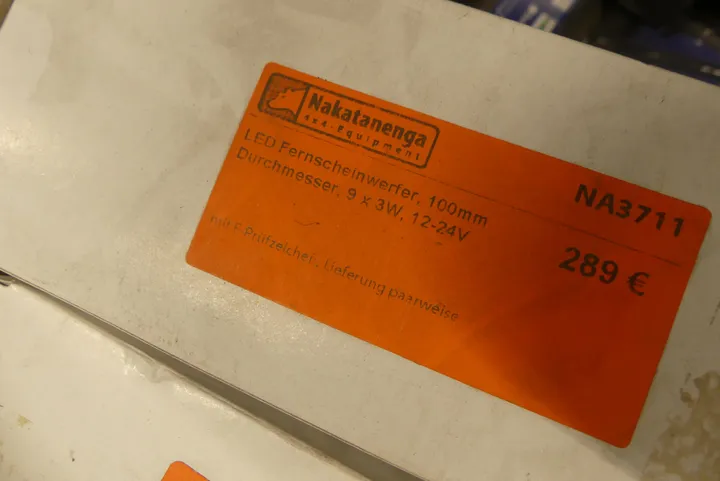 Nakatanenga
4x4-Equipment
NA3711
LED Fernscheinwerfer, 100mm
Durchmesser, 9 x 3W, 12-24V
289 €
mit E-Prüfzeichen, Lieferung paarweise